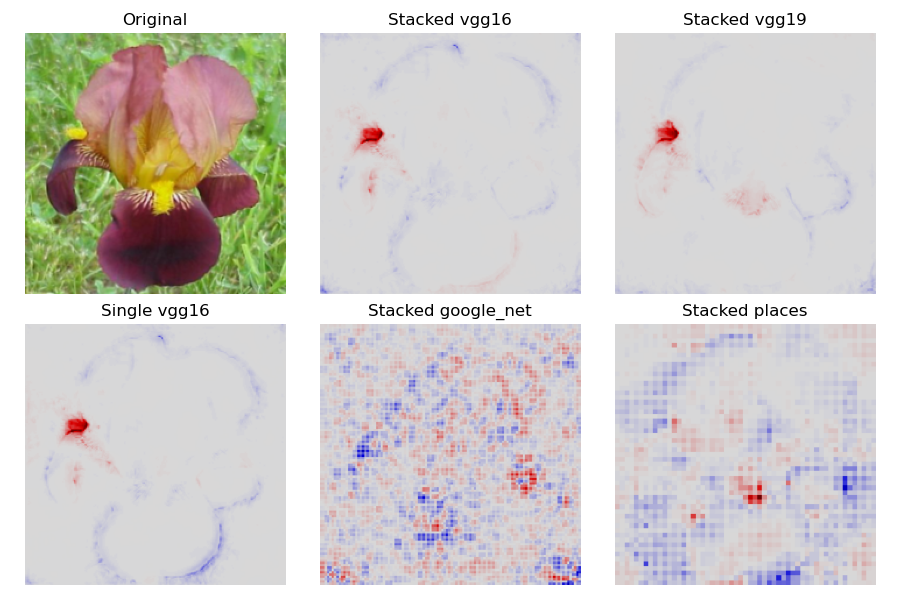 Original
Stacked vgg16
Stacked vgg19
Single vgg16
Stacked google_net
Stacked places